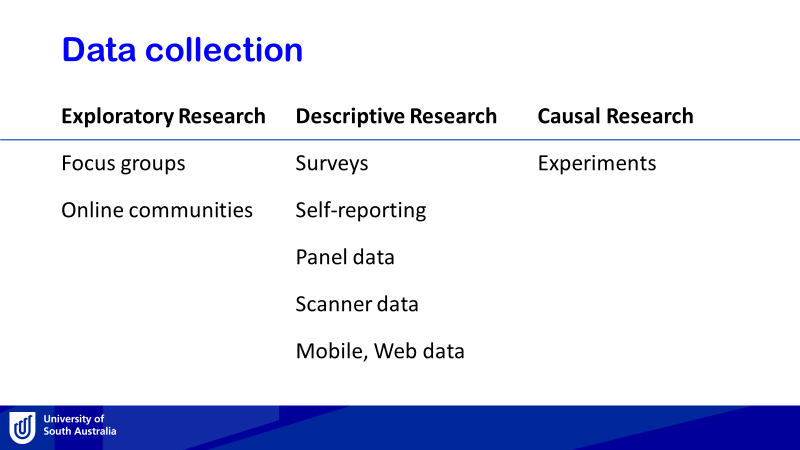 Data collection
Exploratory Research Descriptive Research Causal Research
Focus groups Surveys Experiments
Online communities Self-reporting
Panel data
Scanner data
Mobile, Web data
University of
South Australia